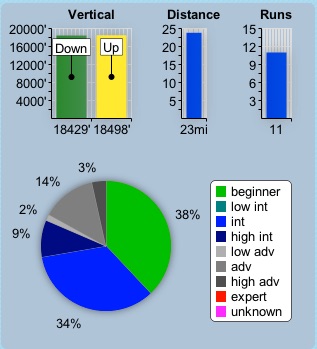 Vertical Distance Runs
20000' 25 15
Down Up
16000' 20 12
12000' 15 9
8000' 10 6
4000' 5 3
18429' 18498' 23mi 11
3%
14%
2%
9%
38%
34%
beginner
low int
int
high int
low adv
adv
high adv
expert
unknown